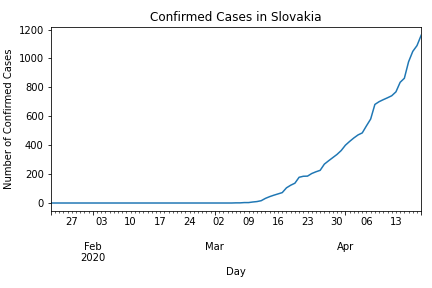 Confirmed Cases in Slovakia
1200
1000
800
600
400
200
0
Number of Confirmed Cases
27 03 10 17 24 02 09 16 23 30 06 13
Feb Mar Apr
2020
Day